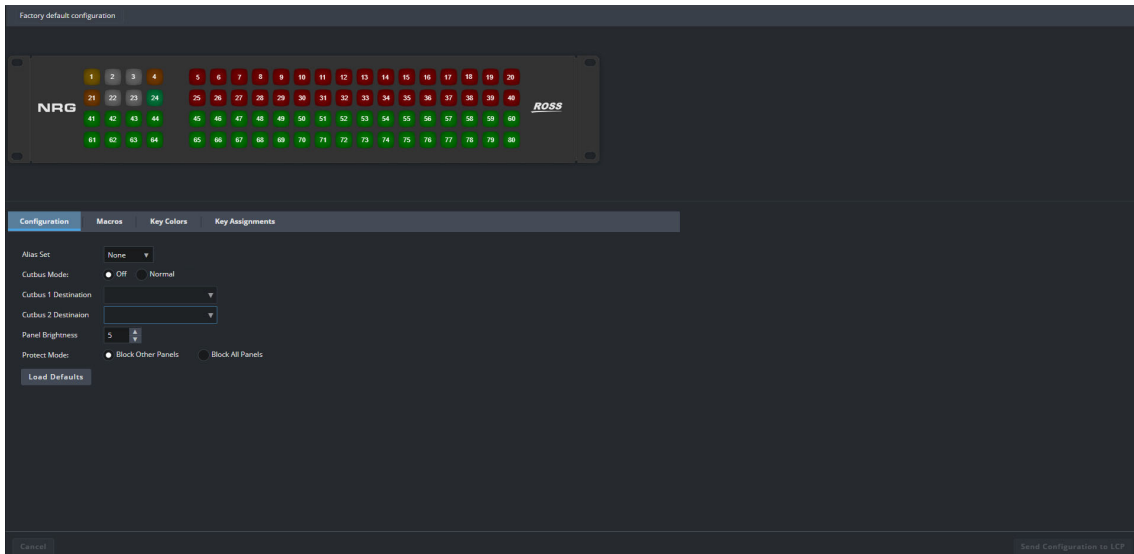 Factory default configuration
1 2 3 4 5 6 7 8 9 10 11 12 13 14 15 16 17 18 19 20
21 22 23 24 25 26 27 28 29 30 31 32 33 34 35 36 37 38 39 40
NRG ROSS
41 42 43 44 45 46 47 48 49 50 51 52 53 54 55 56 57 58 59 60
61 62 63 64 65 66 67 68 69 70 71 72 73 74 75 76 77 78 79 80
Configuration Macros Key Colors Key Assignments
Alias Set None
Cutbus Mode: Off Normal
Cutbus 1 Destination
Cutbus 2 Destinaion
Panel Brightness 5
Protect Mode: Block Other Panels Block All Panels
Load Defaults
Cancel Send Configuration to LCP